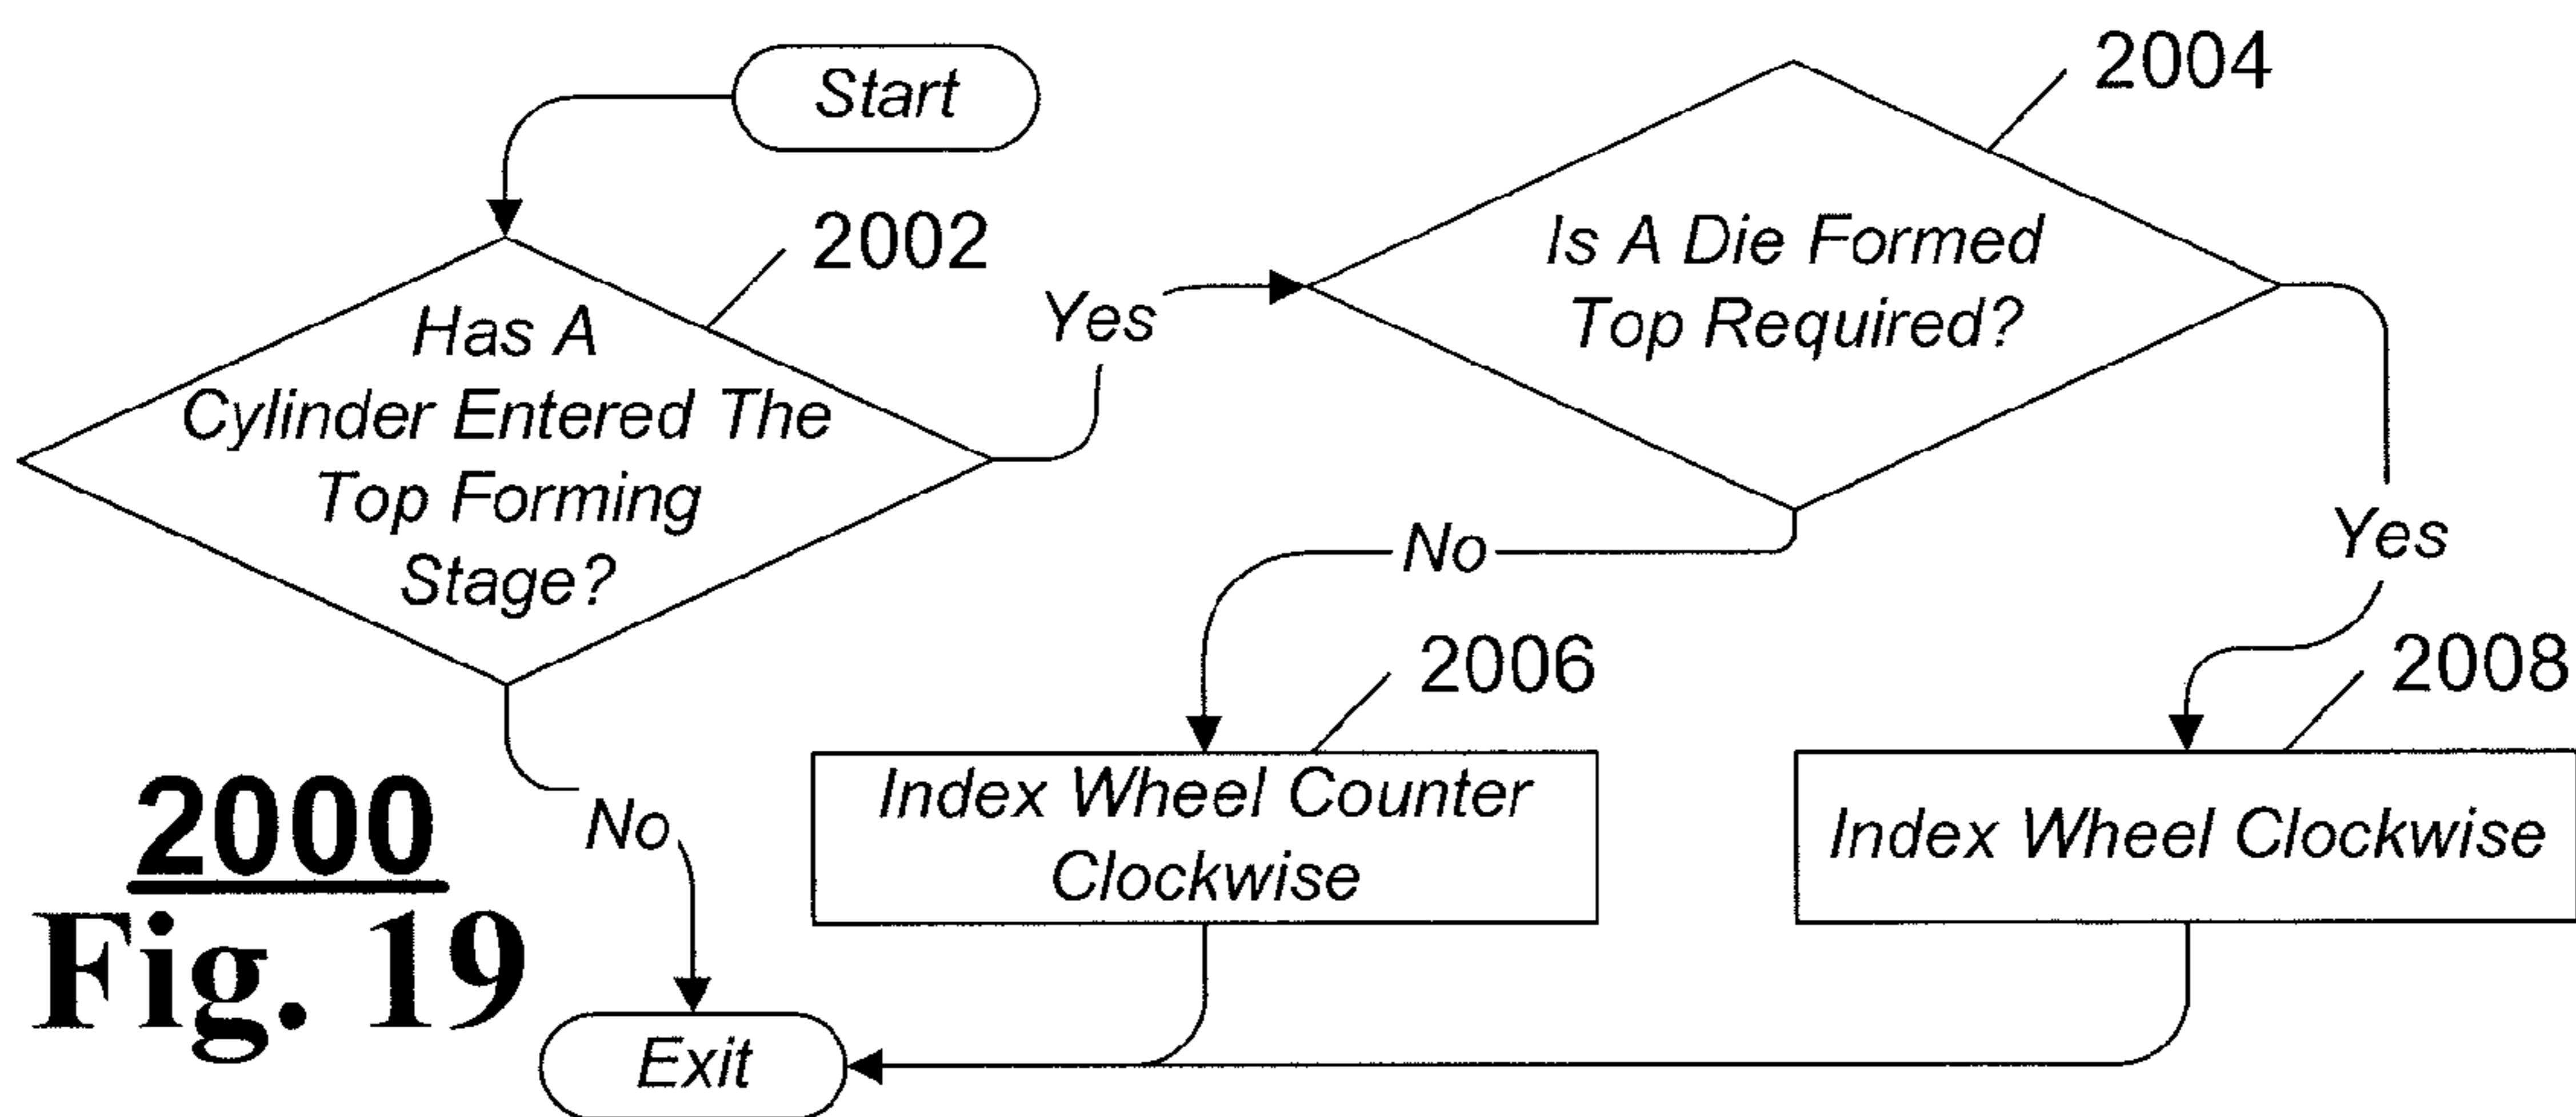 Start
2002
Has A
Cylinder Entered The
Top Forming
Stage?
Yes
2004
Is A Die Formed
Top Required?
No
Yes
2006
Index Wheel Counter
Clockwise
2008
Index Wheel Clockwise
No
Exit
2000
Fig. 19